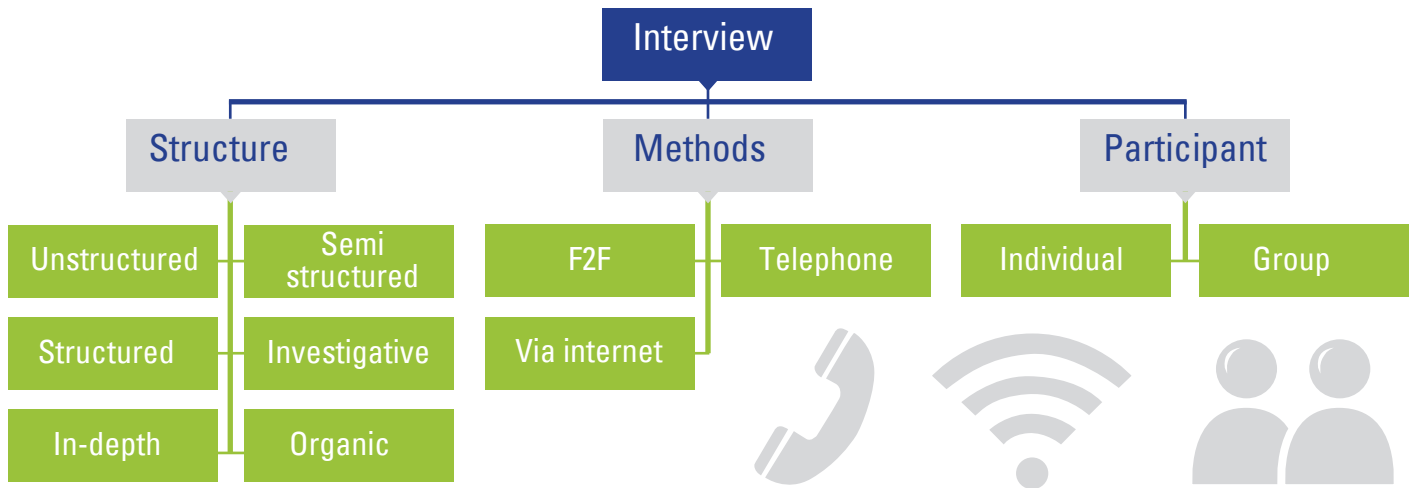 Interview
Structure
Methods
Participant
Unstructured
Semi
structured
F2F
Telephone
Individual
Group
Structured
Investigative
Via internet
In-depth
Organic